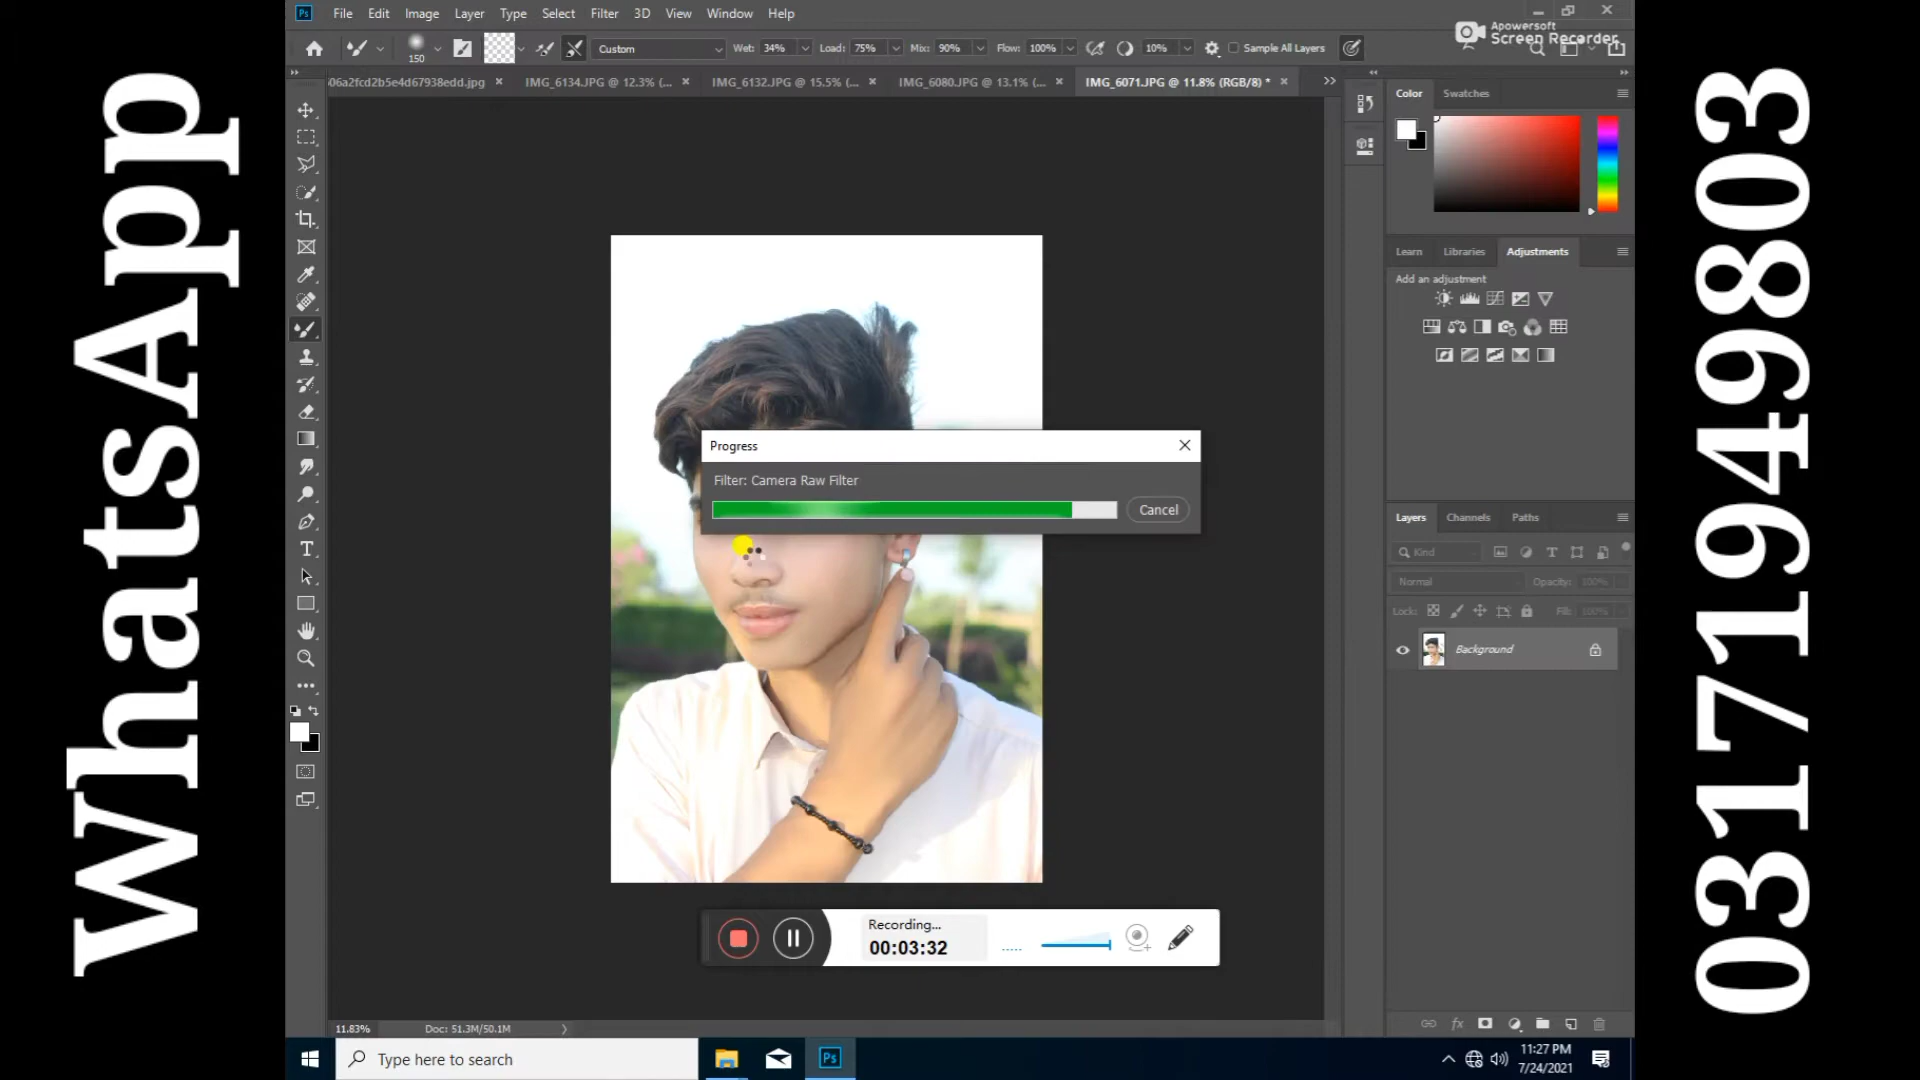 WhatsApp
File Edit Image Layer Type Select Filter 3D View Window Help
Apowersoft
Screen Recorder
150
Custom
Wet: 34% Load: 75% Mix: 90% Flow: 100% 10% Sample All Layers
06a2fcd2b5e4d67938edd.jpg
IMG_6134.JPG @ 12.3% (...
IMG_6132.JPG @ 15.5% (...
IMG_6080.JPG @ 13.1% (...
IMG_6071.JPG @ 11.8% (RGB/8) *
Color Swatches
Learn Libraries Adjustments
Add an adjustment
Progress
Filter: Camera Raw Filter
Cancel
Layers Channels Paths
Kind
Normal Opacity: 100%
Lock: Fill: 100%
Background
Recording...
00:03:32
11.83% Doc: 51.3M/50.1M
Type here to search
11:27 PM
7/24/2021
03171949803